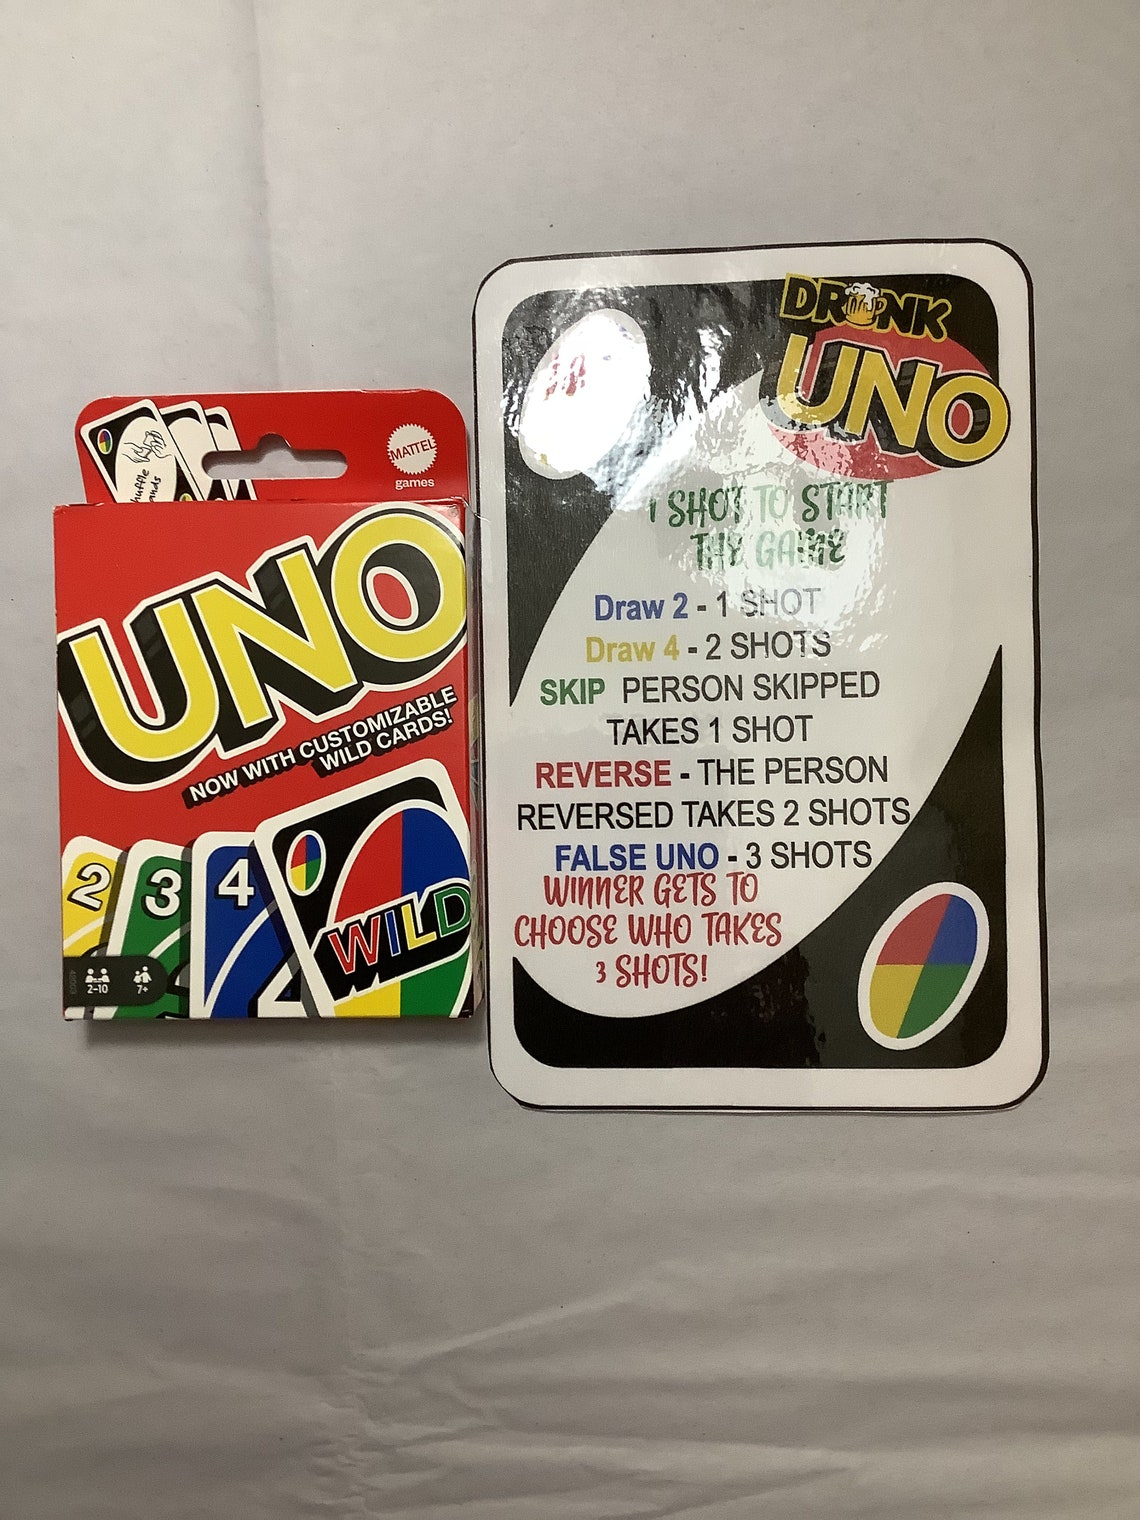 MATTEL
games
UNO
NOW WITH CUSTOMIZABLE
WILD CARDS!
2
3
4
WILD
2-10
7+
DRUNK
UNO
1 SHOT TO START
THE GAME
Draw 2 - 1 SHOT
Draw 4 - 2 SHOTS
SKIP PERSON SKIPPED
TAKES 1 SHOT
REVERSE - THE PERSON
REVERSED TAKES 2 SHOTS
FALSE UNO - 3 SHOTS
WINNER GETS TO
CHOOSE WHO TAKES
3 SHOTS!